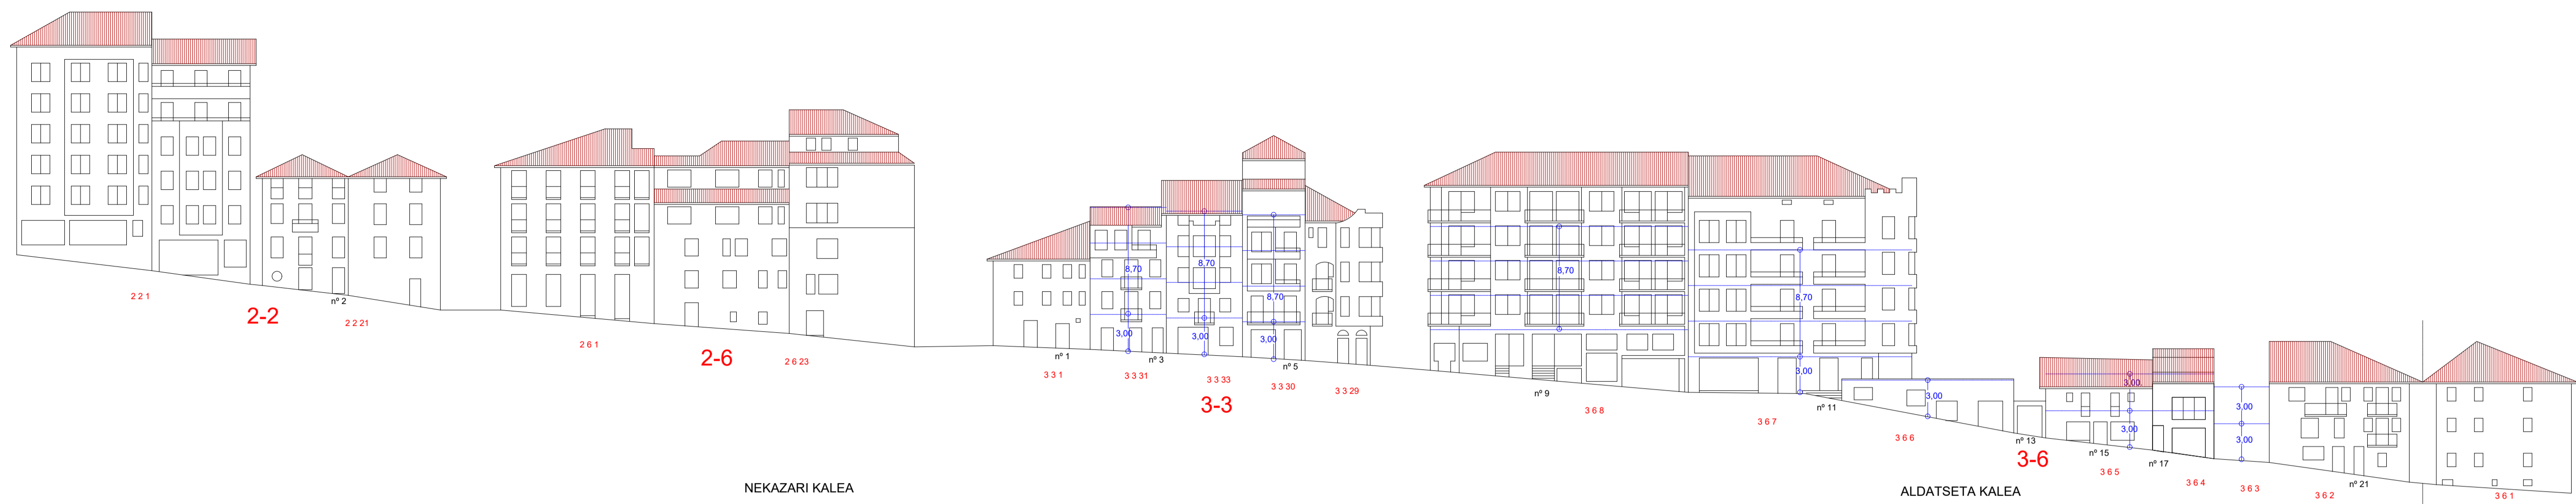 2 2 1
2-2
nº 2
2 2 21
2 6 1
2-6
2 6 23
nº 1
3 3 1
8,70
3,00
nº 3
3 3 31
8,70
3,00
3 3 33
3-3
8,70
3,00
nº 5
3 3 30
3 3 29
8,70
nº 9
3 6 8
8,70
3,00
nº 11
3 6 7
3,00
3 6 6
nº 13
3-6
3,00
3,00
nº 15
3 6 5
nº 17
3 6 4
3,00
3,00
3 6 3
nº 21
3 6 2
3 6 1
NEKAZARI KALEA
ALDATSETA KALEA